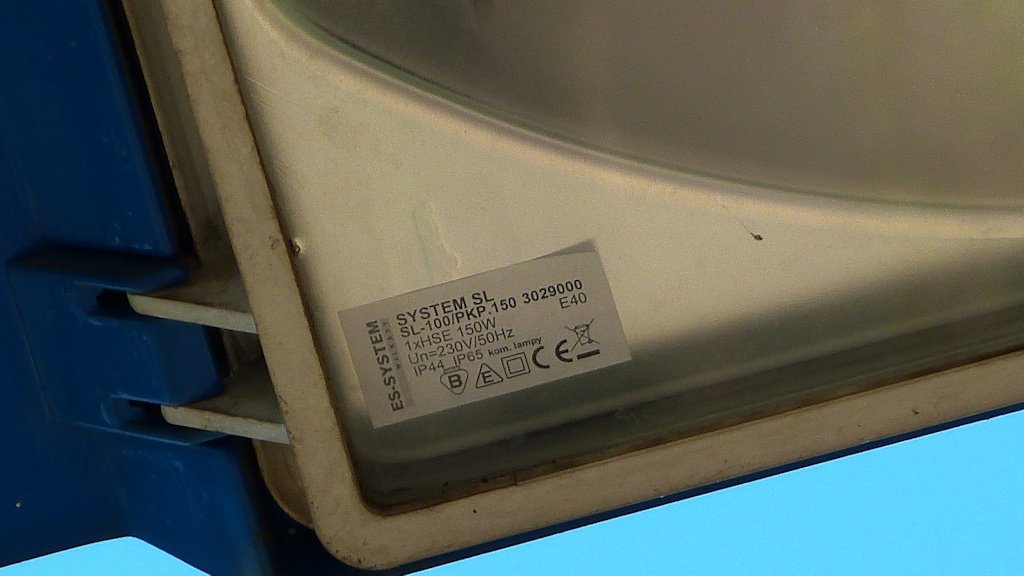 ES-SYSTEM
WILKASY
SYSTEM SL
SL-100/PKP.150 3029000
1xHSE 150W E40
Un=230V/50Hz
IP44 IP65 kom. lampy
B E CE